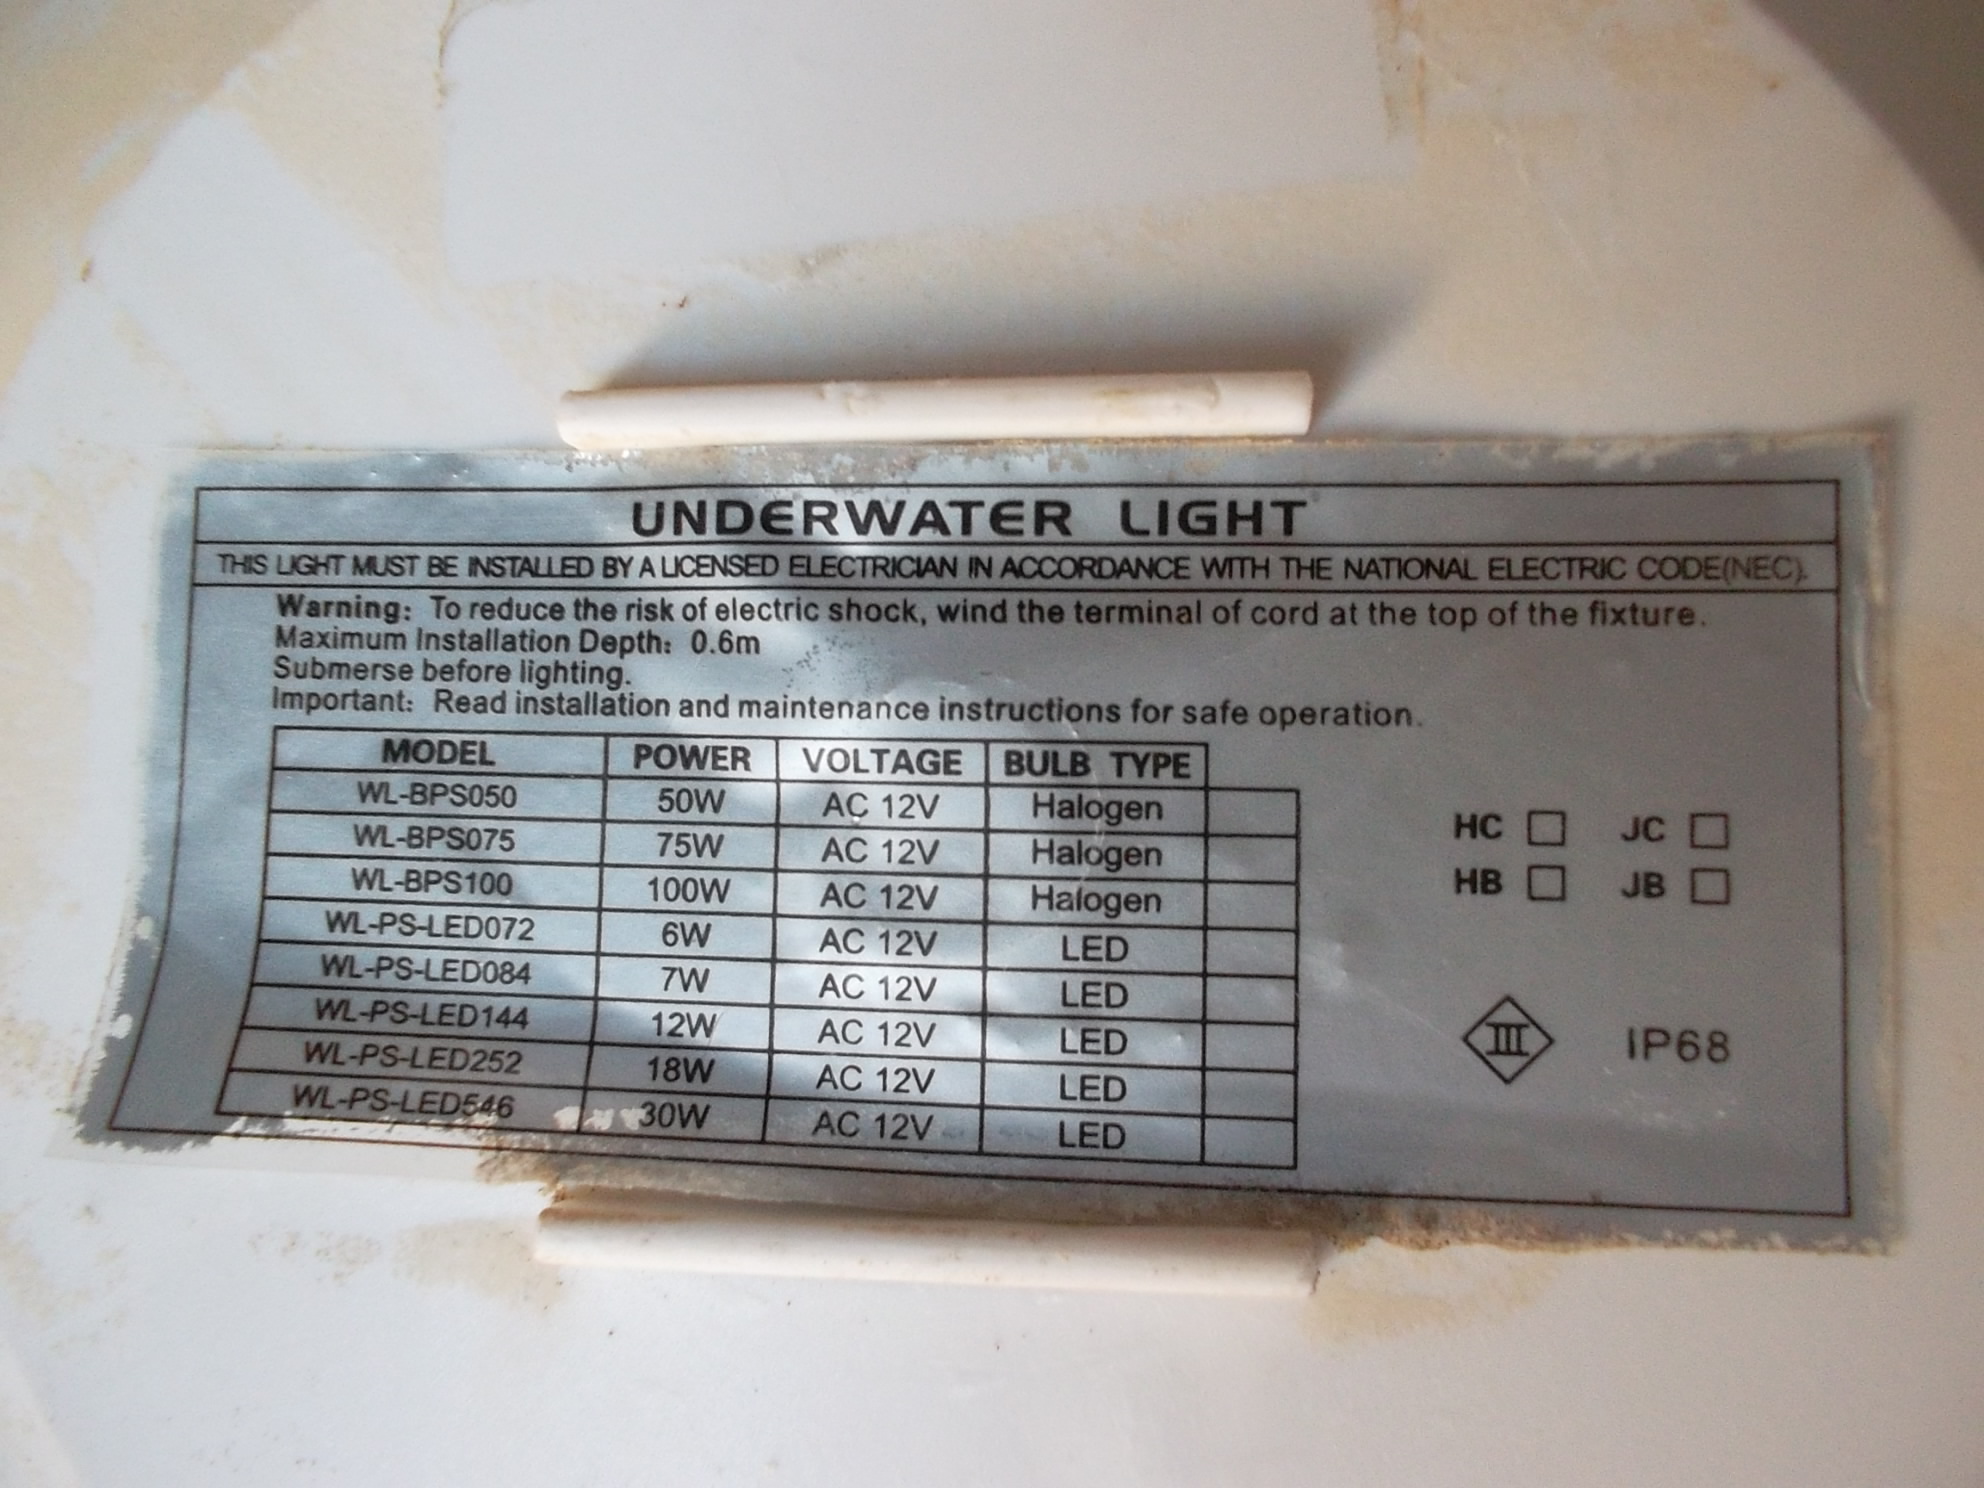 UNDERWATER LIGHT
THIS LIGHT MUST BE INSTALLED BY A LICENSED ELECTRICIAN IN ACCORDANCE WITH THE NATIONAL ELECTRIC CODE(NEC).
Warning: To reduce the risk of electric shock, wind the terminal of cord at the top of the fixture.
Maximum Installation Depth: 0.6m
Submerse before lighting.
Important: Read installation and maintenance instructions for safe operation.
MODEL POWER VOLTAGE BULB TYPE
WL-BPS050 50W AC 12V Halogen
WL-BPS075 75W AC 12V Halogen
WL-BPS100 100W AC 12V Halogen
WL-PS-LED072 6W AC 12V LED
WL-PS-LED084 7W AC 12V LED
WL-PS-LED144 12W AC 12V LED
WL-PS-LED252 18W AC 12V LED
WL-PS-LED546 30W AC 12V LED
HC JC
HB JB
III IP68